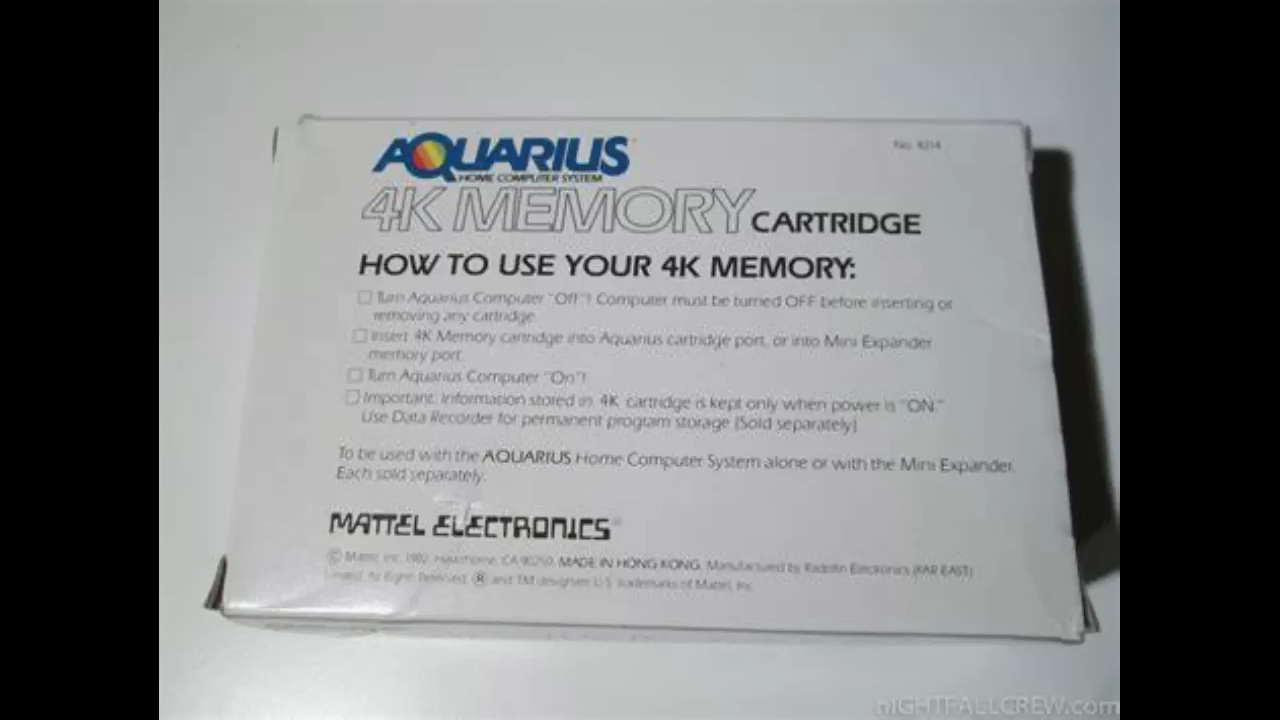 AQUARIUS
No. 4214
HOME COMPUTER SYSTEM
4K MEMORY CARTRIDGE
HOW TO USE YOUR 4K MEMORY:
Turn Aquarius Computer "Off"! Computer must be turned OFF before inserting or
removing any cartridge.
Insert 4K Memory cartridge into Aquarius cartridge port, or into Mini Expander
memory port.
Turn Aquarius Computer "On"!
Important: Information stored in 4K cartridge is kept only when power is "ON."
Use Data Recorder for permanent program storage (Sold separately)
To be used with the AQUARIUS Home Computer System alone or with the Mini Expander.
Each sold separately.
MATTEL ELECTRONICS®
© Mattel, Inc. 1982, Hawthorne, CA 90250. MADE IN HONG KONG. Manufactured by Radofin Electronics (FAR EAST)
Limited. All Rights Reserved. ® and TM designate U.S. trademarks of Mattel, Inc.
nIGHTFALLCREW.com